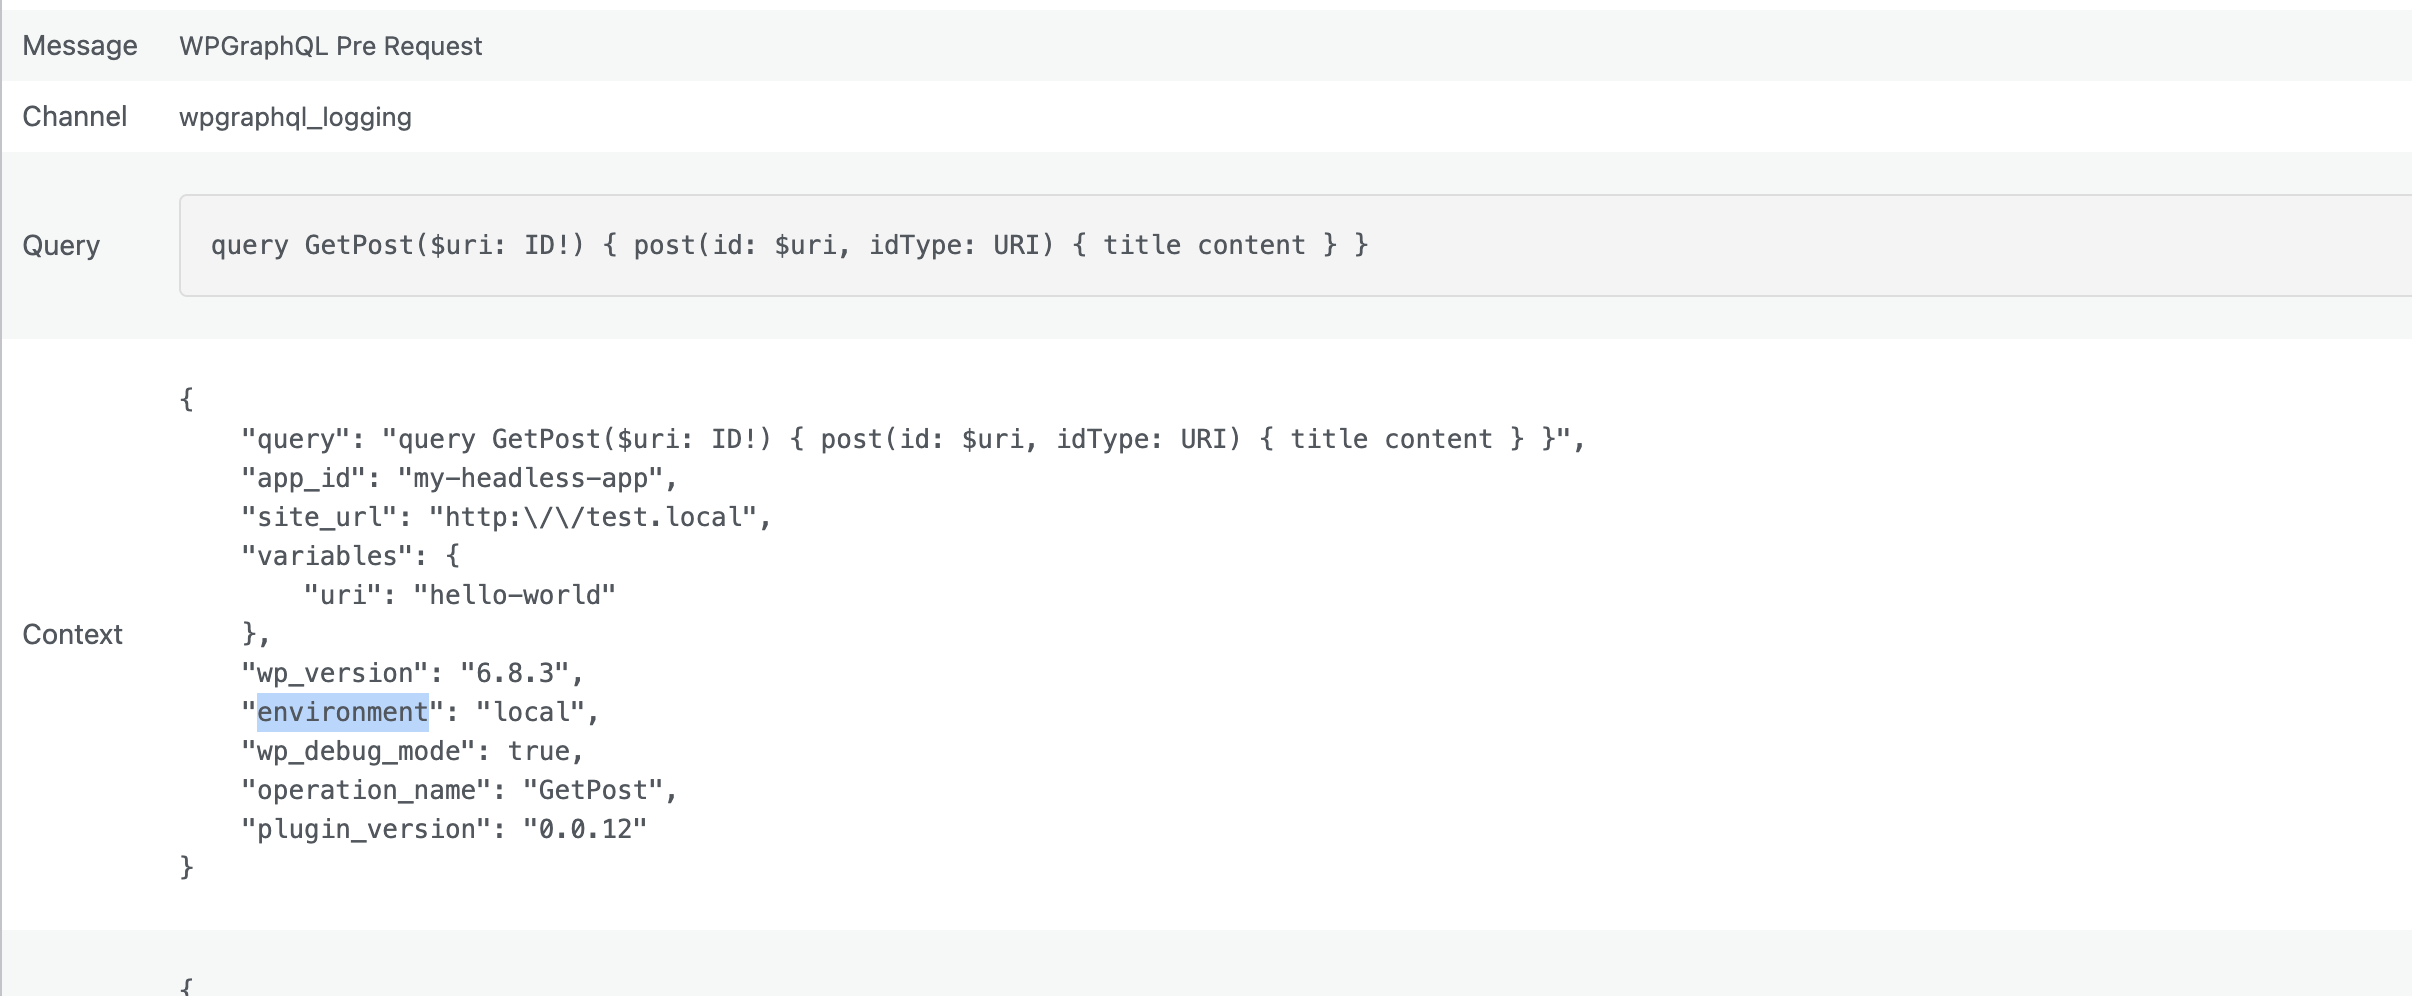 Message WPGraphQL Pre Request
Channel wpgraphql_logging
Query query GetPost($uri: ID!) { post(id: $uri, idType: URI) { title content } }
Context
{
    "query": "query GetPost($uri: ID!) { post(id: $uri, idType: URI) { title content } }",
    "app_id": "my-headless-app",
    "site_url": "http:\/\/test.local",
    "variables": {
        "uri": "hello-world"
    },
    "wp_version": "6.8.3",
    "environment": "local",
    "wp_debug_mode": true,
    "operation_name": "GetPost",
    "plugin_version": "0.0.12"
}
{